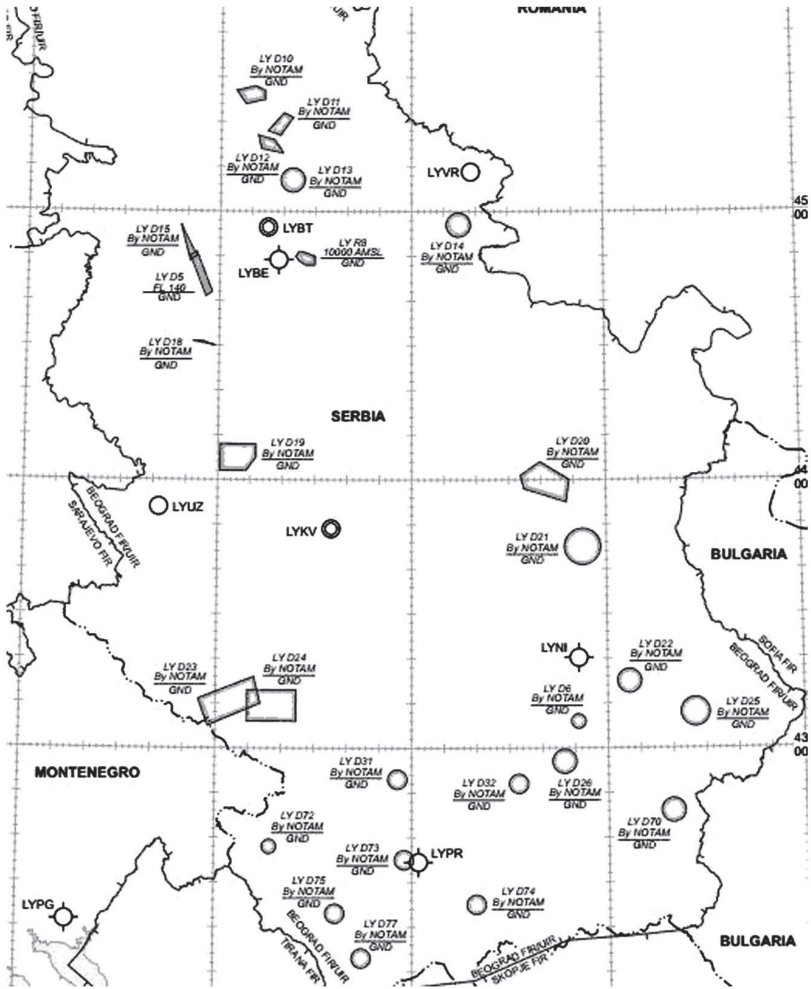 ROMANIA
FIR/UIR
FIR/UIR
LY D10
By NOTAM
GND
LY D11
By NOTAM
GND
LY D12
By NOTAM
GND
LY D13
By NOTAM
GND
LYVR
45
00
LY D15
By NOTAM
GND
LYBT
LY D14
By NOTAM
GND
LYBE
LY R8
10000 AMSL
GND
LY D5
FL 140
GND
LY D18
By NOTAM
GND
SERBIA
LY D19
By NOTAM
GND
LY D20
By NOTAM
GND
44
00
BEOGRAD FIR/UIR
SARAJEVO FIR
LYUZ
LYKV
LY D21
By NOTAM
GND
BULGARIA
LYNI
LY D22
By NOTAM
GND
SOFIA FIR
BEOGRAD FIR/UIR
LY D23
By NOTAM
GND
LY D24
By NOTAM
GND
LY D6
By NOTAM
GND
LY D25
By NOTAM
GND
43
00
MONTENEGRO
LY D31
By NOTAM
GND
LY D32
By NOTAM
GND
LY D26
By NOTAM
GND
LY D70
By NOTAM
GND
LY D72
By NOTAM
GND
LY D73
By NOTAM
GND
LYPR
LY D75
By NOTAM
GND
LY D74
By NOTAM
GND
LYPG
LY D77
By NOTAM
GND
BEOGRAD FIR/UIR
TIRANA FIR
BEOGRAD FIR/UIR
SKOPJE FIR
BULGARIA